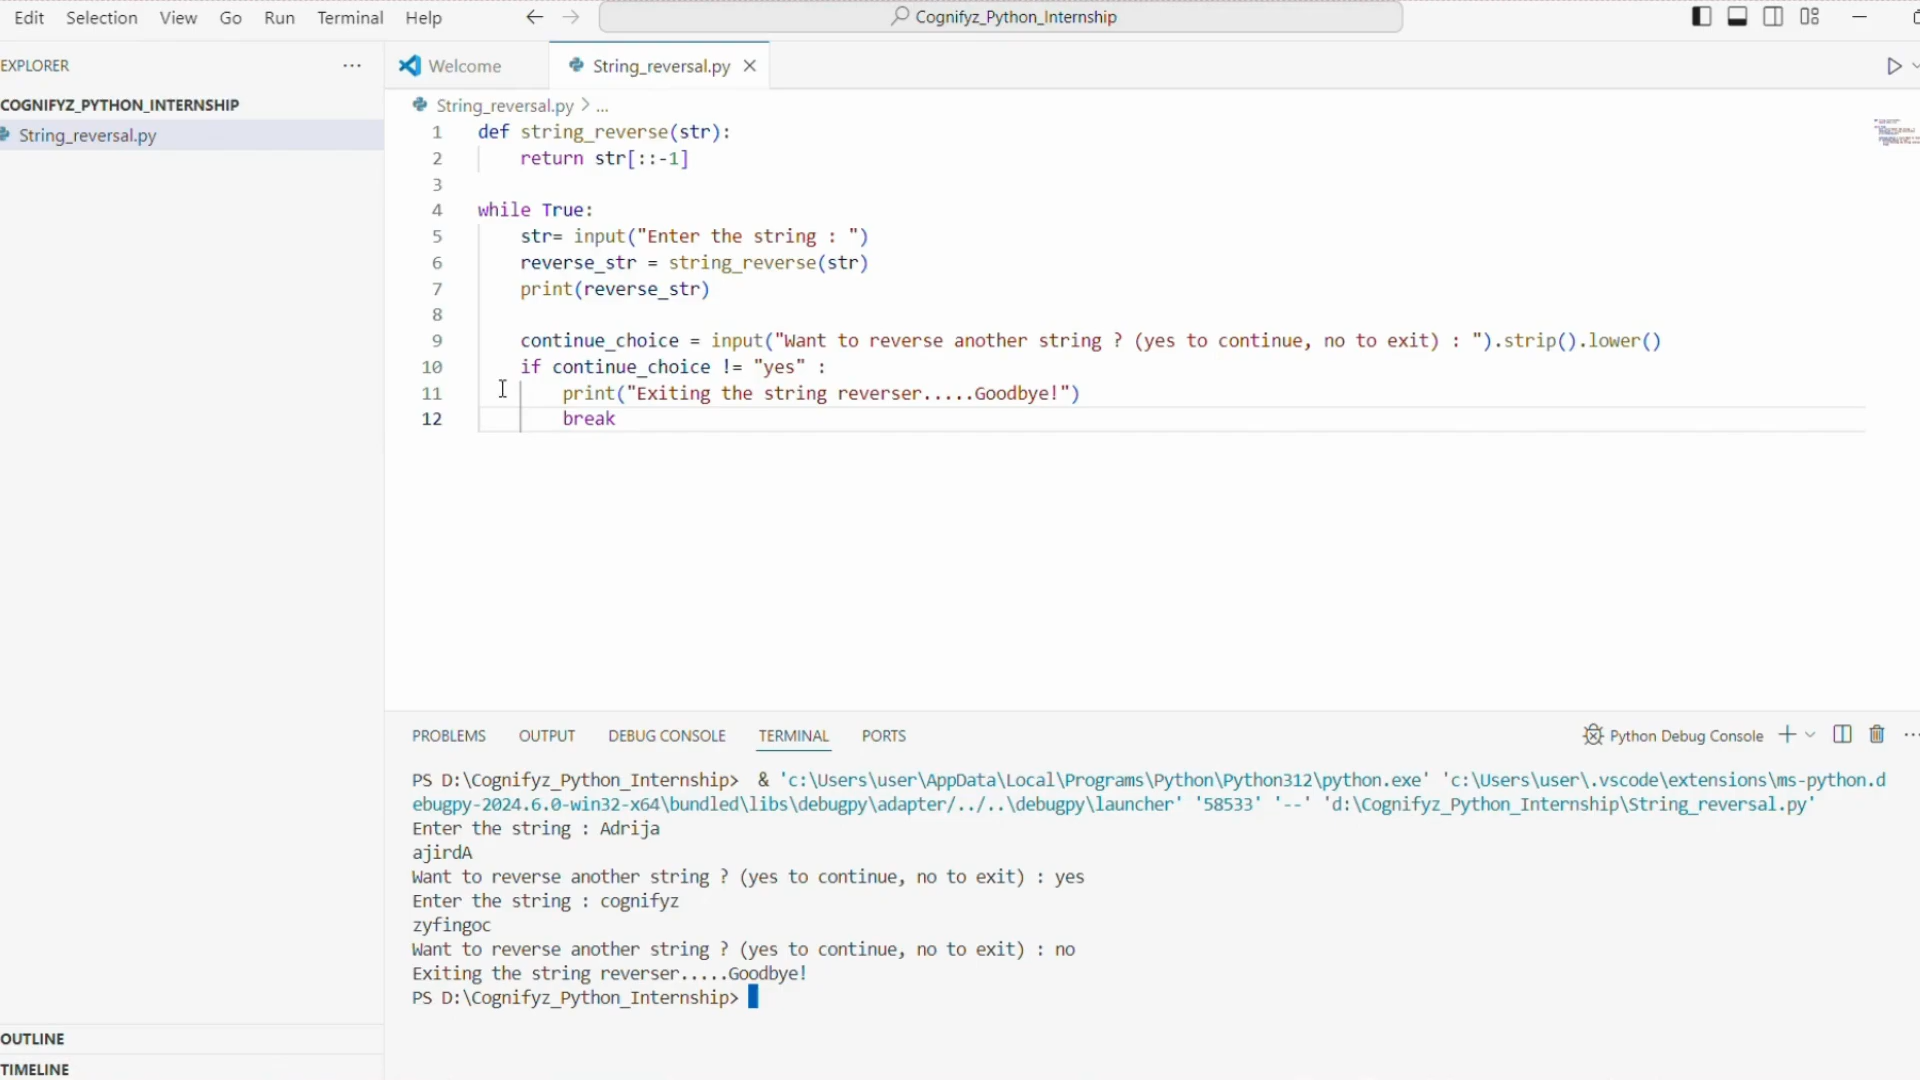 Edit Selection View Go Run Terminal Help
Cognifyz_Python_Internship
EXPLORER
COGNIFYZ_PYTHON_INTERNSHIP
String_reversal.py
Welcome
String_reversal.py
String_reversal.py > ...
1 def string_reverse(str):
2     return str[::-1]
3
4 while True:
5     str= input("Enter the string : ")
6     reverse_str = string_reverse(str)
7     print(reverse_str)
8
9     continue_choice = input("Want to reverse another string ? (yes to continue, no to exit) : ").strip().lower()
10     if continue_choice != "yes" :
11         print("Exiting the string reverser.....Goodbye!")
12         break
PROBLEMS OUTPUT DEBUG CONSOLE TERMINAL PORTS
Python Debug Console
PS D:\Cognifyz_Python_Internship>  & 'c:\Users\user\AppData\Local\Programs\Python\Python312\python.exe' 'c:\Users\user\.vscode\extensions\ms-python.d
ebugpy-2024.6.0-win32-x64\bundled\libs\debugpy\adapter/../..\debugpy\launcher' '58533' '--' 'd:\Cognifyz_Python_Internship\String_reversal.py'
Enter the string : Adrija
ajirdA
Want to reverse another string ? (yes to continue, no to exit) : yes
Enter the string : cognifyz
zyfingoc
Want to reverse another string ? (yes to continue, no to exit) : no
Exiting the string reverser.....Goodbye!
PS D:\Cognifyz_Python_Internship>
OUTLINE
TIMELINE